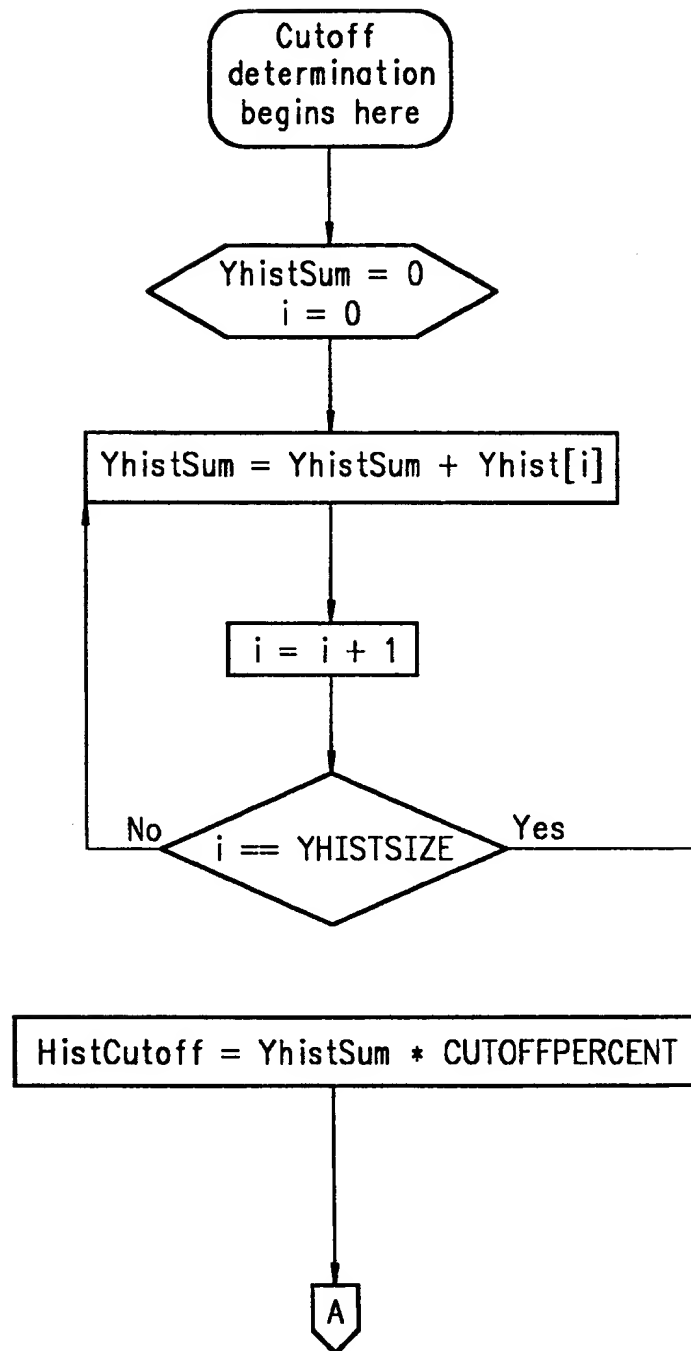 Cutoff
determination
begins here
YhistSum = 0
i = 0
YhistSum = YhistSum + Yhist[i]
i = i + 1
No
i == YHISTSIZE
Yes
HistCutoff = YhistSum * CUTOFFPERCENT
A